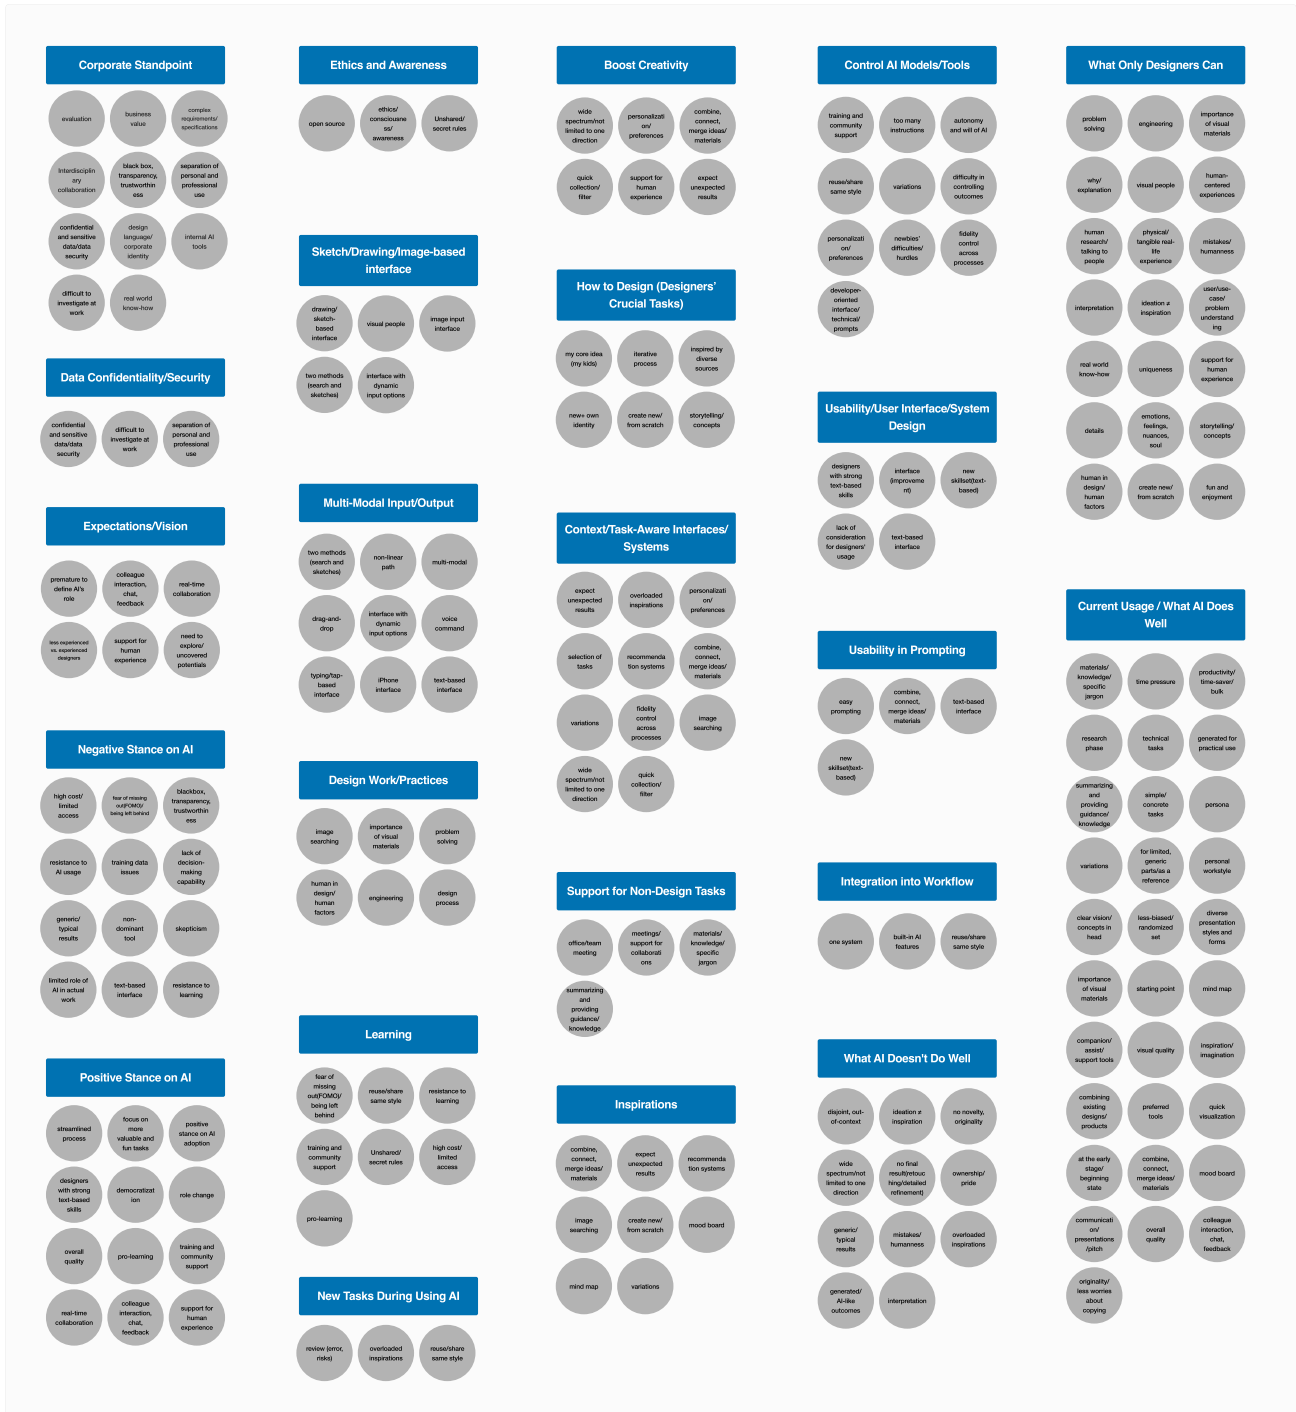 Corporate Standpoint
evaluation
business
value
complex
requirements/
specifications
Interdisciplin
ary
collaboration
black box,
transparency,
trustworthin
ess
separation of
personal and
professional
use
confidential
and sensitive
data/data
security
design
language/
corporate
identity
internal AI
tools
difficult to
investigate at
work
real world
know-how
Data Confidentiality/Security
confidential
and sensitive
data/data
security
difficult to
investigate at
work
separation of
personal and
professional
use
Expectations/Vision
premature to
define AI's
role
colleague
interaction,
chat,
feedback
real-time
collaboration
less experienced
vs. experienced
designers
support for
human
experience
need to
explore/
uncovered
potentials
Negative Stance on AI
high cost/
limited
access
fear of missing
out(FOMO)/
being left behind
blackbox,
transparency,
trustworthin
ess
resistance to
AI usage
training data
issues
lack of
decision-
making
capability
generic/
typical
results
non-
dominant
tool
skepticism
limited role of
AI in actual
work
text-based
interface
resistance to
learning
Positive Stance on AI
streamlined
process
focus on
more
valuable and
fun tasks
positive
stance on AI
adoption
designers
with strong
text-based
skills
democratizat
ion
role change
overall
quality
pro-learning
training and
community
support
real-time
collaboration
colleague
interaction,
chat,
feedback
support for
human
experience
Ethics and Awareness
open source
ethics/
consciousne
ss/
awareness
Unshared/
secret rules
Sketch/Drawing/Image-based
interface
drawing/
sketch-
based
interface
visual people
image input
interface
two methods
(search and
sketches)
interface with
dynamic
input options
Multi-Modal Input/Output
two methods
(search and
sketches)
non-linear
path
multi-modal
drag-and-
drop
interface with
dynamic
input options
voice
command
typing/tap-
based
interface
iPhone
interface
text-based
interface
Design Work/Practices
image
searching
importance
of visual
materials
problem
solving
human in
design/
human
factors
engineering
design
process
Learning
fear of
missing
out(FOMO)/
being left
behind
reuse/share
same style
resistance to
learning
training and
community
support
Unshared/
secret rules
high cost/
limited
access
pro-learning
New Tasks During Using AI
review (error,
risks)
overloaded
inspirations
reuse/share
same style
Boost Creativity
wide
spectrum/not
limited to one
direction
personalizati
on/
preferences
combine,
connect,
merge ideas/
materials
quick
collection/
filter
support for
human
experience
expect
unexpected
results
How to Design (Designers'
Crucial Tasks)
my core idea
(my kids)
iterative
process
inspired by
diverse
sources
new+ own
identity
create new/
from scratch
storytelling/
concepts
Context/Task-Aware Interfaces/
Systems
expect
unexpected
results
overloaded
inspirations
personalizati
on/
preferences
selection of
tasks
recommenda
tion systems
combine,
connect,
merge ideas/
materials
variations
fidelity
control
across
processes
image
searching
wide
spectrum/not
limited to one
direction
quick
collection/
filter
Support for Non-Design Tasks
office/team
meeting
meetings/
support for
collaborati
ons
materials/
knowledge/
specific
jargon
summarizing
and
providing
guidance/
knowledge
Inspirations
combine,
connect,
merge ideas/
materials
expect
unexpected
results
recommenda
tion systems
image
searching
create new/
from scratch
mood board
mind map
variations
Control AI Models/Tools
training and
community
support
too many
instructions
autonomy
and will of AI
reuse/share
same style
variations
difficulty in
controlling
outcomes
personalizati
on/
preferences
newbies'
difficulties/
hurdles
fidelity
control
across
processes
developer-
oriented
interface/
technical/
prompts
Usability/User Interface/System
Design
designers
with strong
text-based
skills
interface
(improveme
nt)
new
skillset(text-
based)
lack of
consideration
for designers'
usage
text-based
interface
Usability in Prompting
easy
prompting
combine,
connect,
merge ideas/
materials
text-based
interface
new
skillset(text-
based)
Integration into Workflow
one system
built-in AI
features
reuse/share
same style
What AI Doesn't Do Well
disjoint, out-
of-context
ideation ≠
inspiration
no novelty,
originality
wide
spectrum/not
limited to one
direction
no final
result(retouc
hing/detailed
refinement)
ownership/
pride
generic/
typical
results
mistakes/
humanness
overloaded
inspirations
generated/
AI-like
outcomes
interpretation
What Only Designers Can
problem
solving
engineering
importance
of visual
materials
why/
explanation
visual people
human-
centered
experiences
human
research/
talking to
people
physical/
tangible real-
life
experience
mistakes/
humanness
interpretation
ideation ≠
inspiration
user/use-
case/
problem
understand
ing
real world
know-how
uniqueness
support for
human
experience
details
emotions,
feelings,
nuances,
soul
storytelling/
concepts
human in
design/
human
factors
create new/
from scratch
fun and
enjoyment
Current Usage / What AI Does
Well
materials/
knowledge/
specific
jargon
time pressure
productivity/
time-saver/
bulk
research
phase
technical
tasks
generated for
practical use
summarizing
and
providing
guidance/
knowledge
simple/
concrete
tasks
persona
variations
for limited,
generic
parts/as a
reference
personal
workstyle
clear vision/
concepts in
head
less-biased/
randomized
set
diverse
presentation
styles and
forms
importance
of visual
materials
starting point
mind map
companion/
assist/
support tools
visual quality
inspiration/
imagination
combining
existing
designs/
products
preferred
tools
quick
visualization
at the early
stage/
beginning
state
combine,
connect,
merge ideas/
materials
mood board
communicati
on/
presentations
/pitch
overall
quality
colleague
interaction,
chat,
feedback
originality/
less worries
about
copying